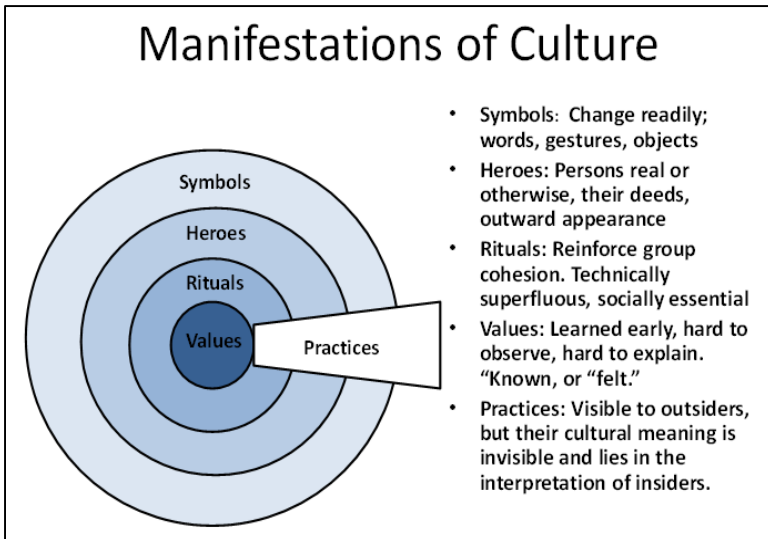 Manifestations of Culture
Symbols
Heroes
Rituals
Values
Practices
• Symbols: Change readily;
words, gestures, objects
• Heroes: Persons real or
otherwise, their deeds,
outward appearance
• Rituals: Reinforce group
cohesion. Technically
superfluous, socially essential
• Values: Learned early, hard to
observe, hard to explain.
“Known, or “felt.”
• Practices: Visible to outsiders,
but their cultural meaning is
invisible and lies in the
interpretation of insiders.